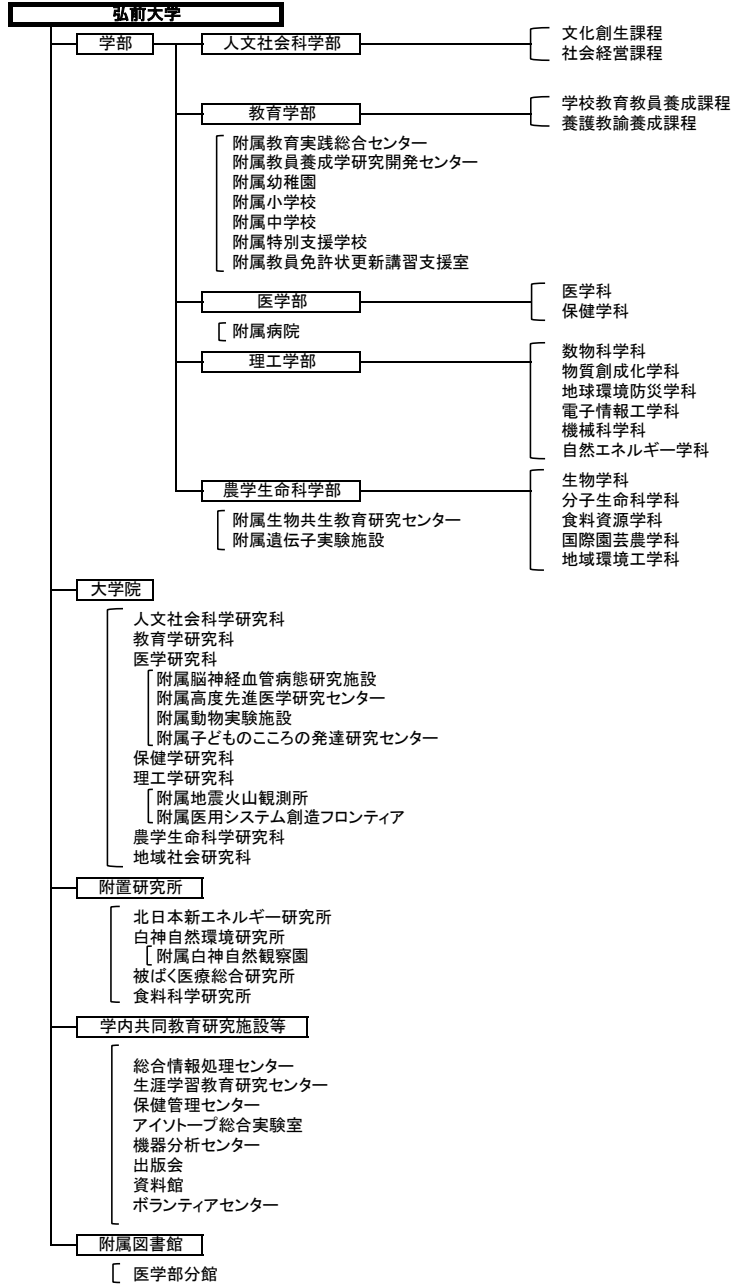 弘前大学
学部
人文社会科学部
文化創生課程
社会経営課程
教育学部
学校教育教員養成課程
養護教諭養成課程
附属教育実践総合センター
附属教員養成学研究開発センター
附属幼稚園
附属小学校
附属中学校
附属特別支援学校
附属教員免許状更新講習支援室
医学部
医学科
保健学科
附属病院
理工学部
数物科学科
物質創成化学科
地球環境防災学科
電子情報工学科
機械科学科
自然エネルギー学科
農学生命科学部
生物学科
分子生命科学科
食料資源学科
国際園芸農学科
地域環境工学科
附属生物共生教育研究センター
附属遺伝子実験施設
大学院
人文社会科学研究科
教育学研究科
医学研究科
附属脳神経血管病態研究施設
附属高度先進医学研究センター
附属動物実験施設
附属子どものこころの発達研究センター
保健学研究科
理工学研究科
附属地震火山観測所
附属医用システム創造フロンティア
農学生命科学研究科
地域社会研究科
附置研究所
北日本新エネルギー研究所
白神自然環境研究所
附属白神自然観察園
被ばく医療総合研究所
食料科学研究所
学内共同教育研究施設等
総合情報処理センター
生涯学習教育研究センター
保健管理センター
アイソトープ総合実験室
機器分析センター
出版会
資料館
ボランティアセンター
附属図書館
医学部分館